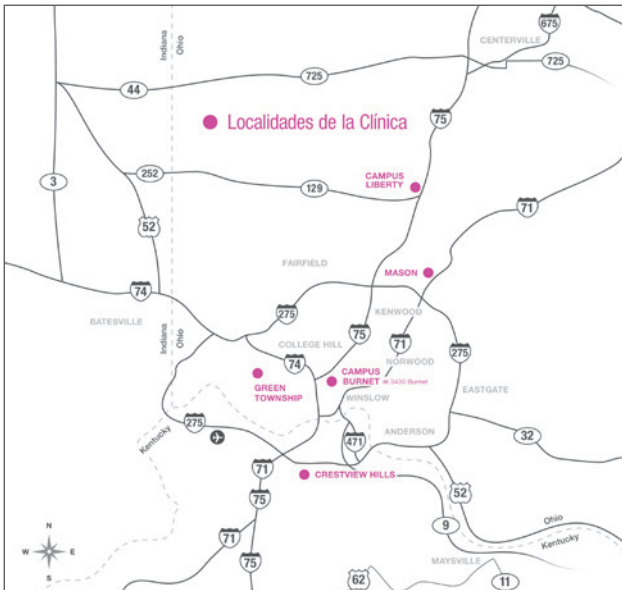 675
CENTERVILLE
Indiana
Ohio
725
725
44
75
Localidades de la Clínica
CAMPUS
LIBERTY
3
252
129
71
52
FAIRFIELD
MASON
74
275
KENWOOD
BATESVILLE
75
71
COLLEGE HILL
Indiana
Ohio
74
NORWOOD
275
CAMPUS
BURNET en 3430 Burnet
GREEN
TOWNSHIP
EASTGATE
WINSLOW
275
Kentucky
ANDERSON
32
471
71
CRESTVIEW HILLS
75
52
71
9
Ohio
Kentucky
N
W E
S
75
MAYSVILLE
62
11